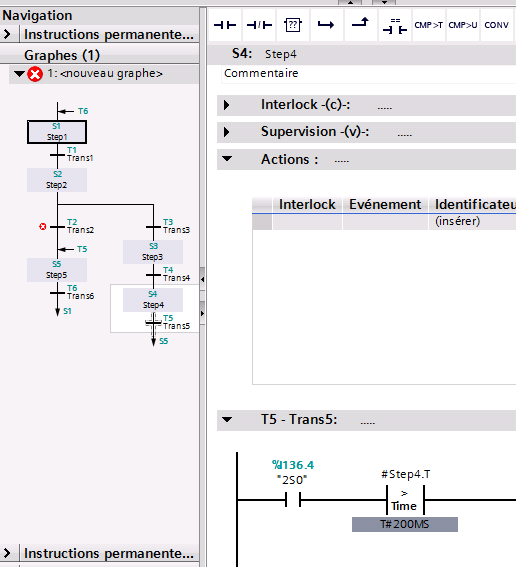 Navigation
Instructions permanente...
Graphes (1)
1: <nouveau graphe>
T6
S1
Step1
T1
Trans1
S2
Step2
T2
Trans2
T3
Trans3
T5
S3
Step3
S5
Step5
T4
Trans4
T6
Trans6
S4
Step4
S1
T5
Trans5
S5
Instructions permanente...
??
==
CMP>T
CMP>U
CONV
S4: Step4
Commentaire
Interlock -(c)-: .....
Supervision -(v)-: .....
Actions : .....
Interlock Evénement Identificateu
(insérer)
T5 - Trans5: .....
%I136.4
"2S0"
#Step4.T
>
Time
T#200MS